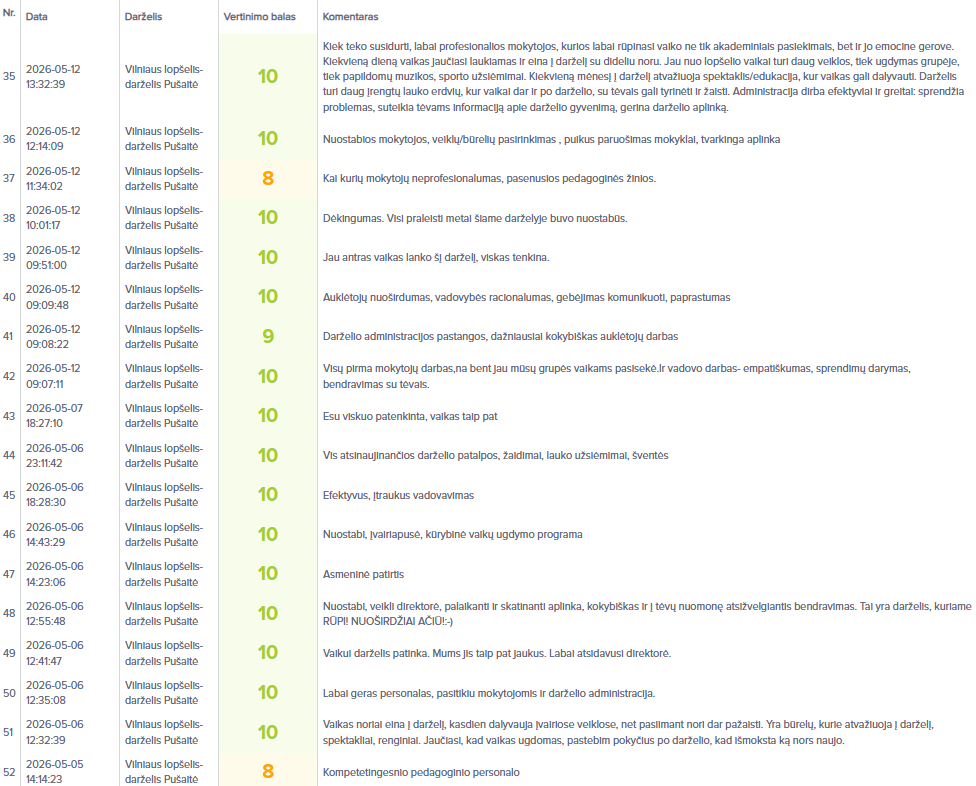 Nr. Data Darželis Vertinimo balas Komentaras
35 2026-05-12 13:32:39 Vilniaus lopšelis-darželis Pušaitė 10 Kiek teko susidurti, labai profesionalios mokytojos, kurios labai rūpinasi vaiko ne tik akademiniais pasiekimais, bet ir jo emocine gerove.
Kiekvieną dieną vaikas jaučiasi laukiamas ir eina į darželį su dideliu noru. Jau nuo lopšelio vaikai turi daug veiklos, tiek ugdymas grupėje,
tiek papildomų muzikos, sporto užsiėmimai. Kiekvieną mėnesį į darželį atvažiuoja spektaklis/edukacija, kur vaikas gali dalyvauti. Darželis
turi daug įrengtų lauko erdvių, kur vaikai dar ir po darželio, su tėvais gali tyrinėti ir žaisti. Administracija dirba efektyviai ir greitai: sprendžia
problemas, suteikia tėvams informaciją apie darželio gyvenimą, gerina darželio aplinką.
36 2026-05-12 12:14:09 Vilniaus lopšelis-darželis Pušaitė 10 Nuostabios mokytojos, veiklų/būrelių pasirinkimas , puikus paruošimas mokyklai, tvarkinga aplinka
37 2026-05-12 11:34:02 Vilniaus lopšelis-darželis Pušaitė 8 Kai kurių mokytojų neprofesionalumas, pasenusios pedagoginės žinios.
38 2026-05-12 10:01:17 Vilniaus lopšelis-darželis Pušaitė 10 Dėkingumas. Visi praleisti metai šiame darželyje buvo nuostabūs.
39 2026-05-12 09:51:00 Vilniaus lopšelis-darželis Pušaitė 10 Jau antras vaikas lanko šį darželį, viskas tenkina.
40 2026-05-12 09:09:48 Vilniaus lopšelis-darželis Pušaitė 10 Auklėtojų nuoširdumas, vadovybės racionalumas, gebėjimas komunikuoti, paprastumas
41 2026-05-12 09:08:22 Vilniaus lopšelis-darželis Pušaitė 9 Darželio administracijos pastangos, dažniausiai kokybiškas auklėtojų darbas
42 2026-05-12 09:07:11 Vilniaus lopšelis-darželis Pušaitė 10 Visų pirma mokytojų darbas,na bent jau mūsų grupės vaikams pasisekė.Ir vadovo darbas- empatiškumas, sprendimų darymas,
bendravimas su tėvais.
43 2026-05-07 18:27:10 Vilniaus lopšelis-darželis Pušaitė 10 Esu viskuo patenkinta, vaikas taip pat
44 2026-05-06 23:11:42 Vilniaus lopšelis-darželis Pušaitė 10 Vis atsinaujinančios darželio patalpos, žaidimai, lauko užsiėmimai, šventės
45 2026-05-06 18:28:30 Vilniaus lopšelis-darželis Pušaitė 10 Efektyvus, įtraukus vadovavimas
46 2026-05-06 14:43:29 Vilniaus lopšelis-darželis Pušaitė 10 Nuostabi, įvairiapusė, kūrybinė vaikų ugdymo programa
47 2026-05-06 14:23:06 Vilniaus lopšelis-darželis Pušaitė 10 Asmeninė patirtis
48 2026-05-06 12:55:48 Vilniaus lopšelis-darželis Pušaitė 10 Nuostabi, veikli direktorė, palaikanti ir skatinanti aplinka, kokybiškas ir į tėvų nuomonę atsižvelgiantis bendravimas. Tai yra darželis, kuriame
RŪPI! NUOŠIRDŽIAI AČIŪ!:-)
49 2026-05-06 12:41:47 Vilniaus lopšelis-darželis Pušaitė 10 Vaikui darželis patinka. Mums jis taip pat jaukus. Labai atsidavusi direktorė.
50 2026-05-06 12:35:08 Vilniaus lopšelis-darželis Pušaitė 10 Labai geras personalas, pasitikiu mokytojomis ir darželio administracija.
51 2026-05-06 12:32:39 Vilniaus lopšelis-darželis Pušaitė 10 Vaikas noriai eina į darželį, kasdien dalyvauja įvairiose veiklose, net pasiimant nori dar pažaisti. Yra būrelų, kurie atvažiuoja į darželį,
spektakliai, renginiai. Jaučiasi, kad vaikas ugdomas, pastebim pokyčius po darželio, kad išmoksta ką nors naujo.
52 2026-05-05 14:14:23 Vilniaus lopšelis-darželis Pušaitė 8 Kompetetingesnio pedagoginio personalo